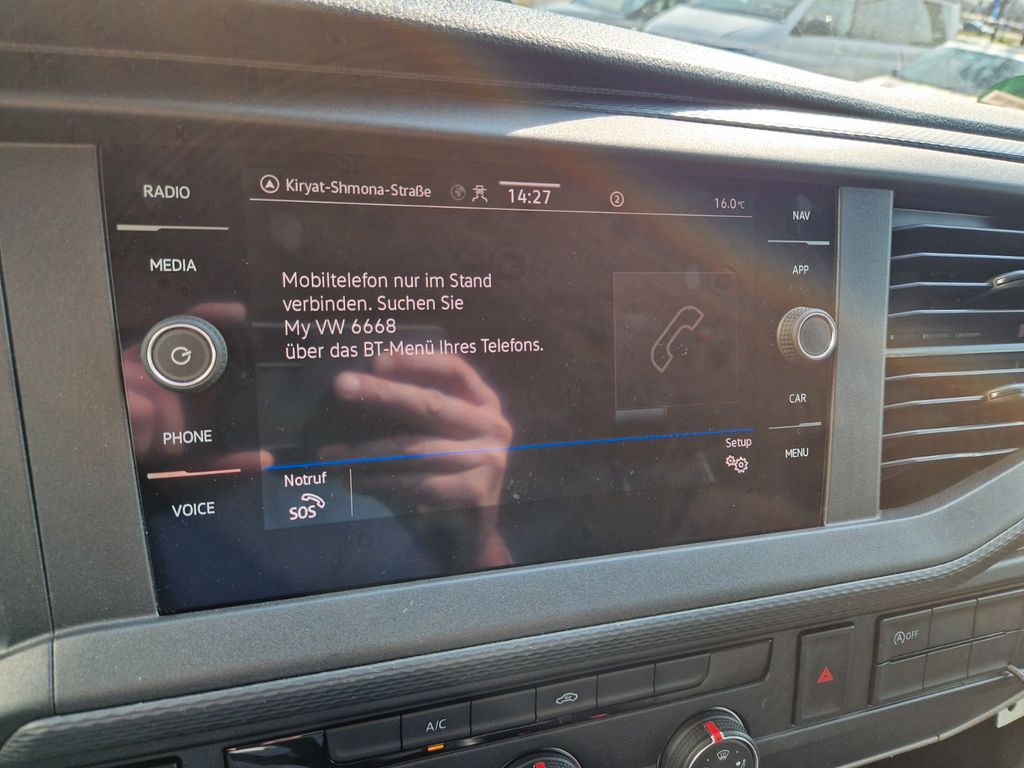 RADIO
MEDIA
PHONE
VOICE
Kiryat-Shmona-Straße
14:27
2
16.0°C
Mobiltelefon nur im Stand
verbinden. Suchen Sie
My VW 6668
über das BT-Menü Ihres Telefons.
Notruf
SOS
Setup
NAV
APP
CAR
MENU
A/C
A OFF